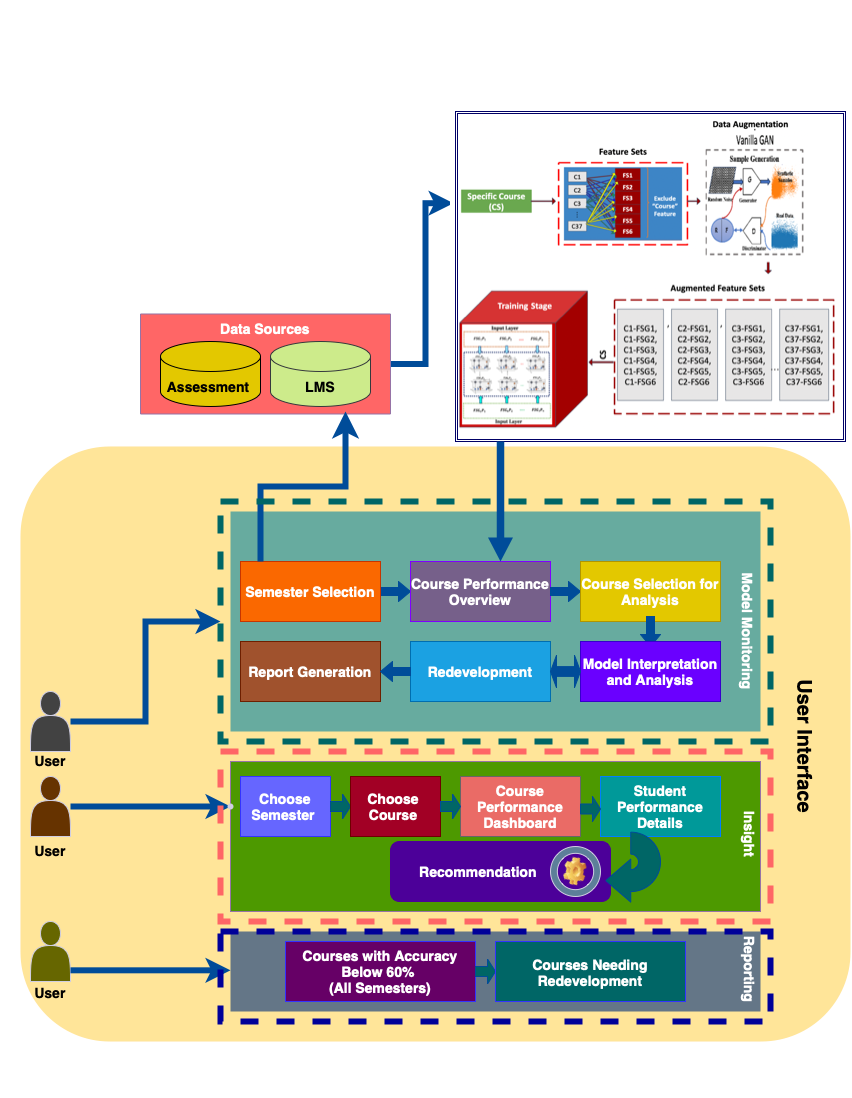 Data Augmentation
Vanilla GAN
Feature Sets
Sample Generation
Specific Course
(CS)
C1
C2
C3
C37
FS1
FS2
FS3
FS4
FS5
FS6
Exclude
"Course"
Feature
G
Synthetic
Samples
Random Noise
Generator
Real Data
R
F
D
Discriminator
Augmented Feature Sets
Training Stage
Input Layer
Input Layer
CS
C1-FSG1,
C1-FSG2,
C1-FSG3,
C1-FSG4,
C1-FSG5,
C1-FSG6
,
C2-FSG1,
C2-FSG2,
C2-FSG3,
C2-FSG4,
C2-FSG5,
C2-FSG6
,
C3-FSG1,
C3-FSG2,
C3-FSG3,
C3-FSG4,
C3-FSG5,
C3-FSG6
...
C37-FSG1,
C37-FSG2,
C37-FSG3,
C37-FSG4,
C37-FSG5,
C37-FSG6
Data Sources
Assessment
LMS
User Interface
Model Monitoring
Semester Selection
Course Performance
Overview
Course Selection for
Analysis
Report Generation
Redevelopment
Model Interpretation
and Analysis
User
Insight
Choose
Semester
Choose
Course
Course
Performance
Dashboard
Student
Performance
Details
Recommendation
User
Reporting
Courses with Accuracy
Below 60%
(All Semesters)
Courses Needing
Redevelopment
User